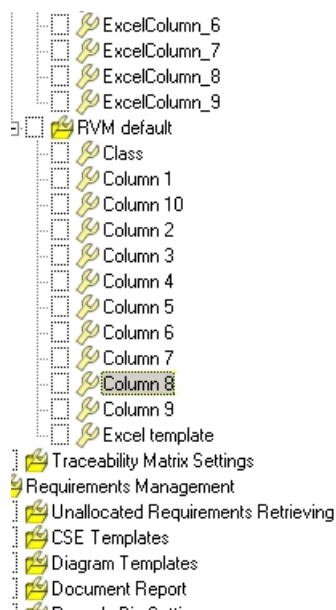 ExcelColumn_6
ExcelColumn_7
ExcelColumn_8
ExcelColumn_9
RVM default
Class
Column 1
Column 10
Column 2
Column 3
Column 4
Column 5
Column 6
Column 7
Column 8
Column 9
Excel template
Traceability Matrix Settings
Requirements Management
Unallocated Requirements Retrieving
CSE Templates
Diagram Templates
Document Report